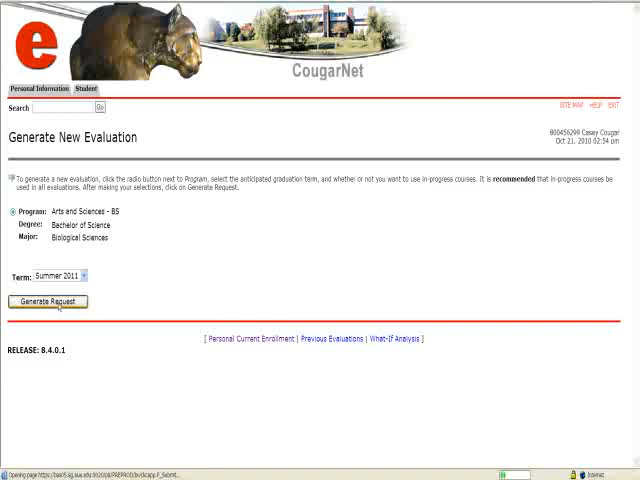 e
CougarNet
Personal Information Student
Search Go
SITE MAP HELP EXIT
Generate New Evaluation
800456299 Casey Cougar
Oct 21, 2010 02:54 pm
To generate a new evaluation, click the radio button next to Program, select the anticipated graduation term, and whether or not you want to use in-progress courses. It is recommended that in-progress courses be
used in all evaluations. After making your selections, click on Generate Request.
Program: Arts and Sciences - BS
Degree: Bachelor of Science
Major: Biological Sciences
Term: Summer 2011
Generate Request
[ Personal Current Enrollment | Previous Evaluations | What-If Analysis ]
RELEASE: 8.4.0.1
Opening page
Internet